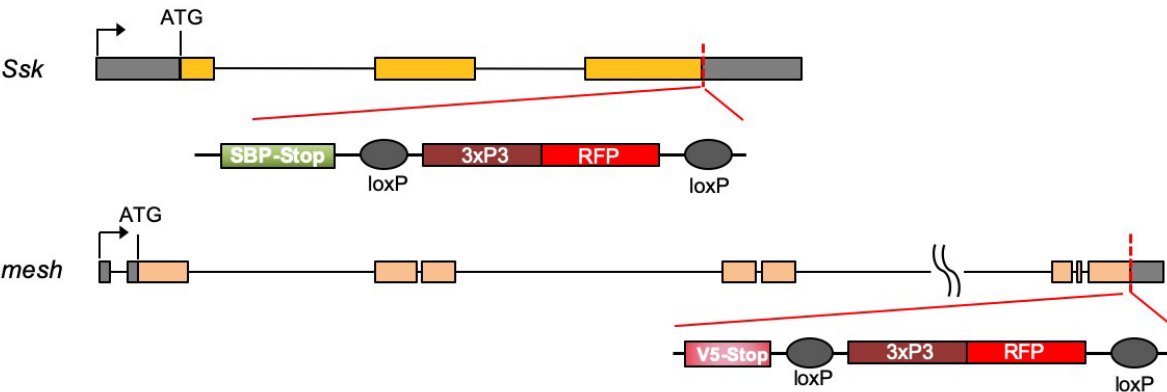 ATG
Ssk
SBP-Stop
3xP3
RFP
loxP
loxP
ATG
mesh
V5-Stop
3xP3
RFP
loxP
loxP